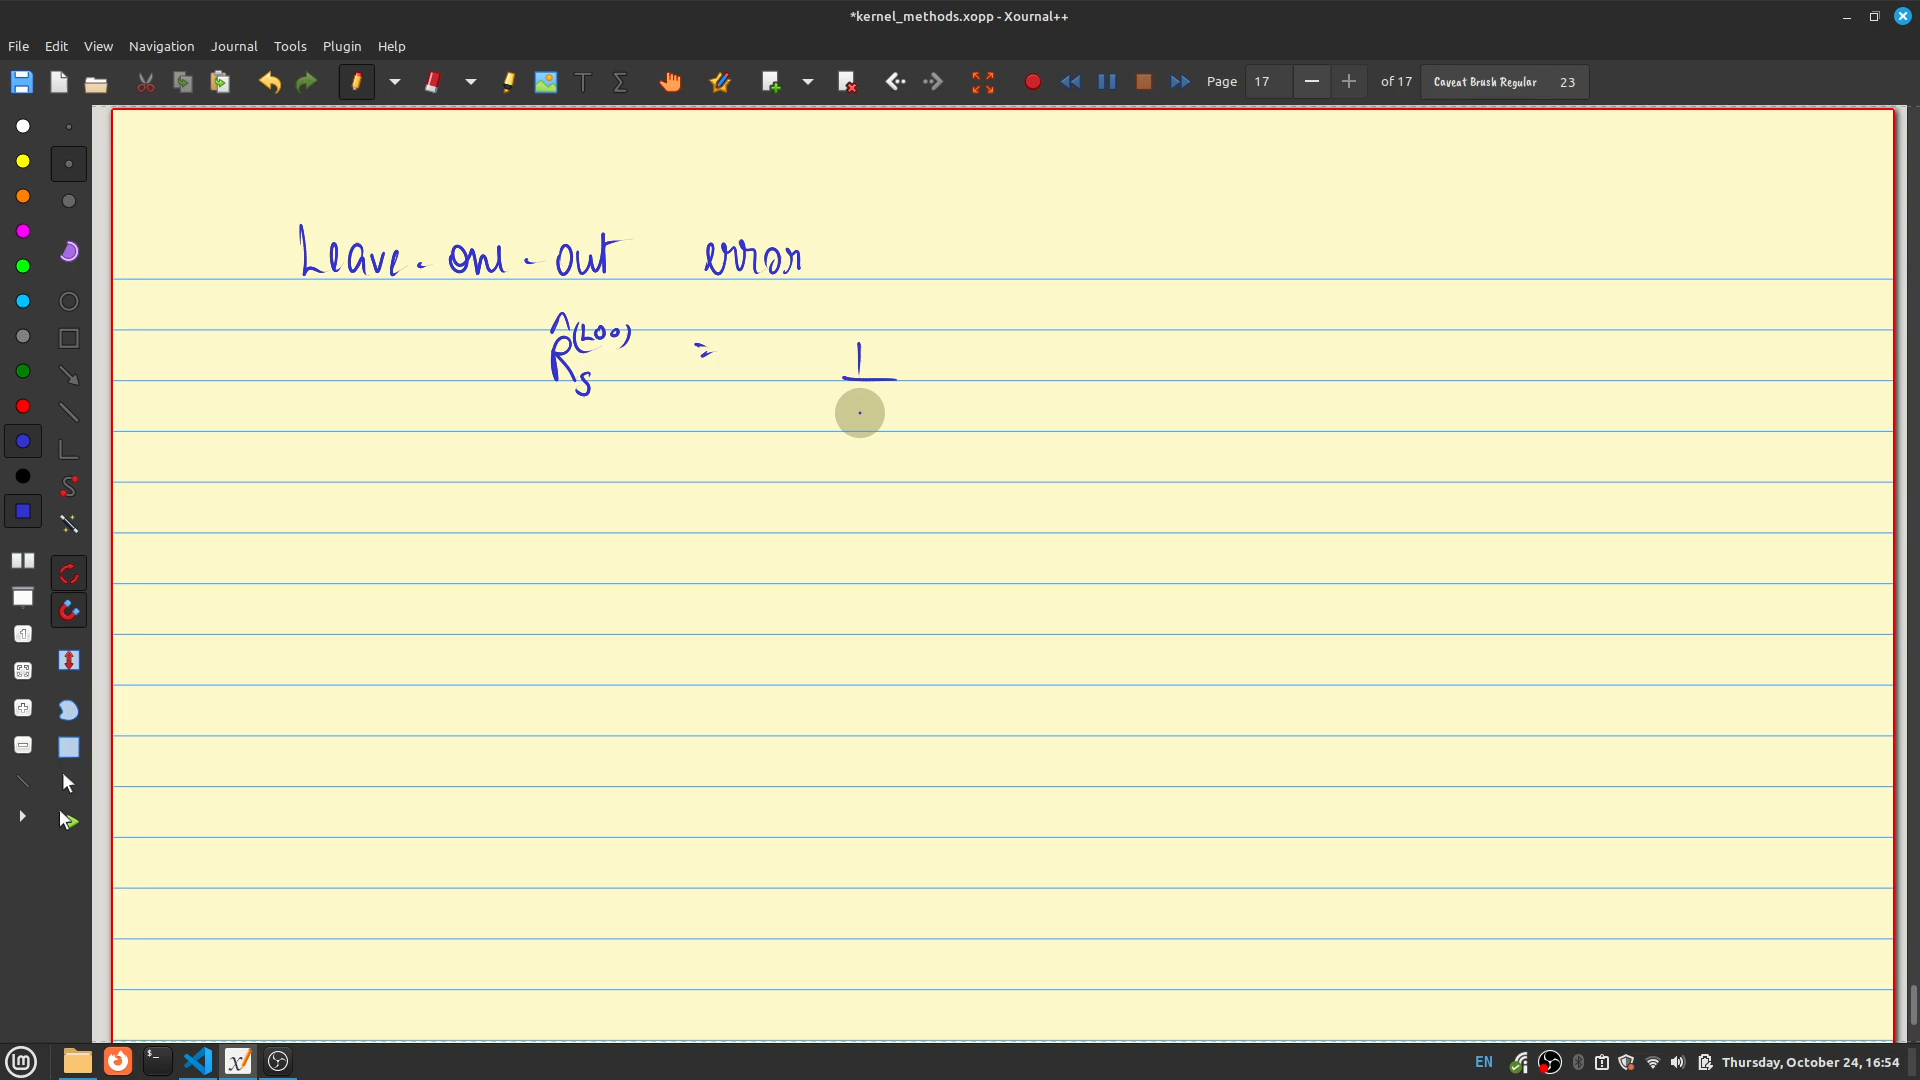 *kernel_methods.xopp - Xournal++
File Edit View Navigation Journal Tools Plugin Help
Page 17 of 17 Caveat Brush Regular 23
Leave-one-out error
R̂_S^(LOO) = 1
EN Thursday, October 24, 16:54